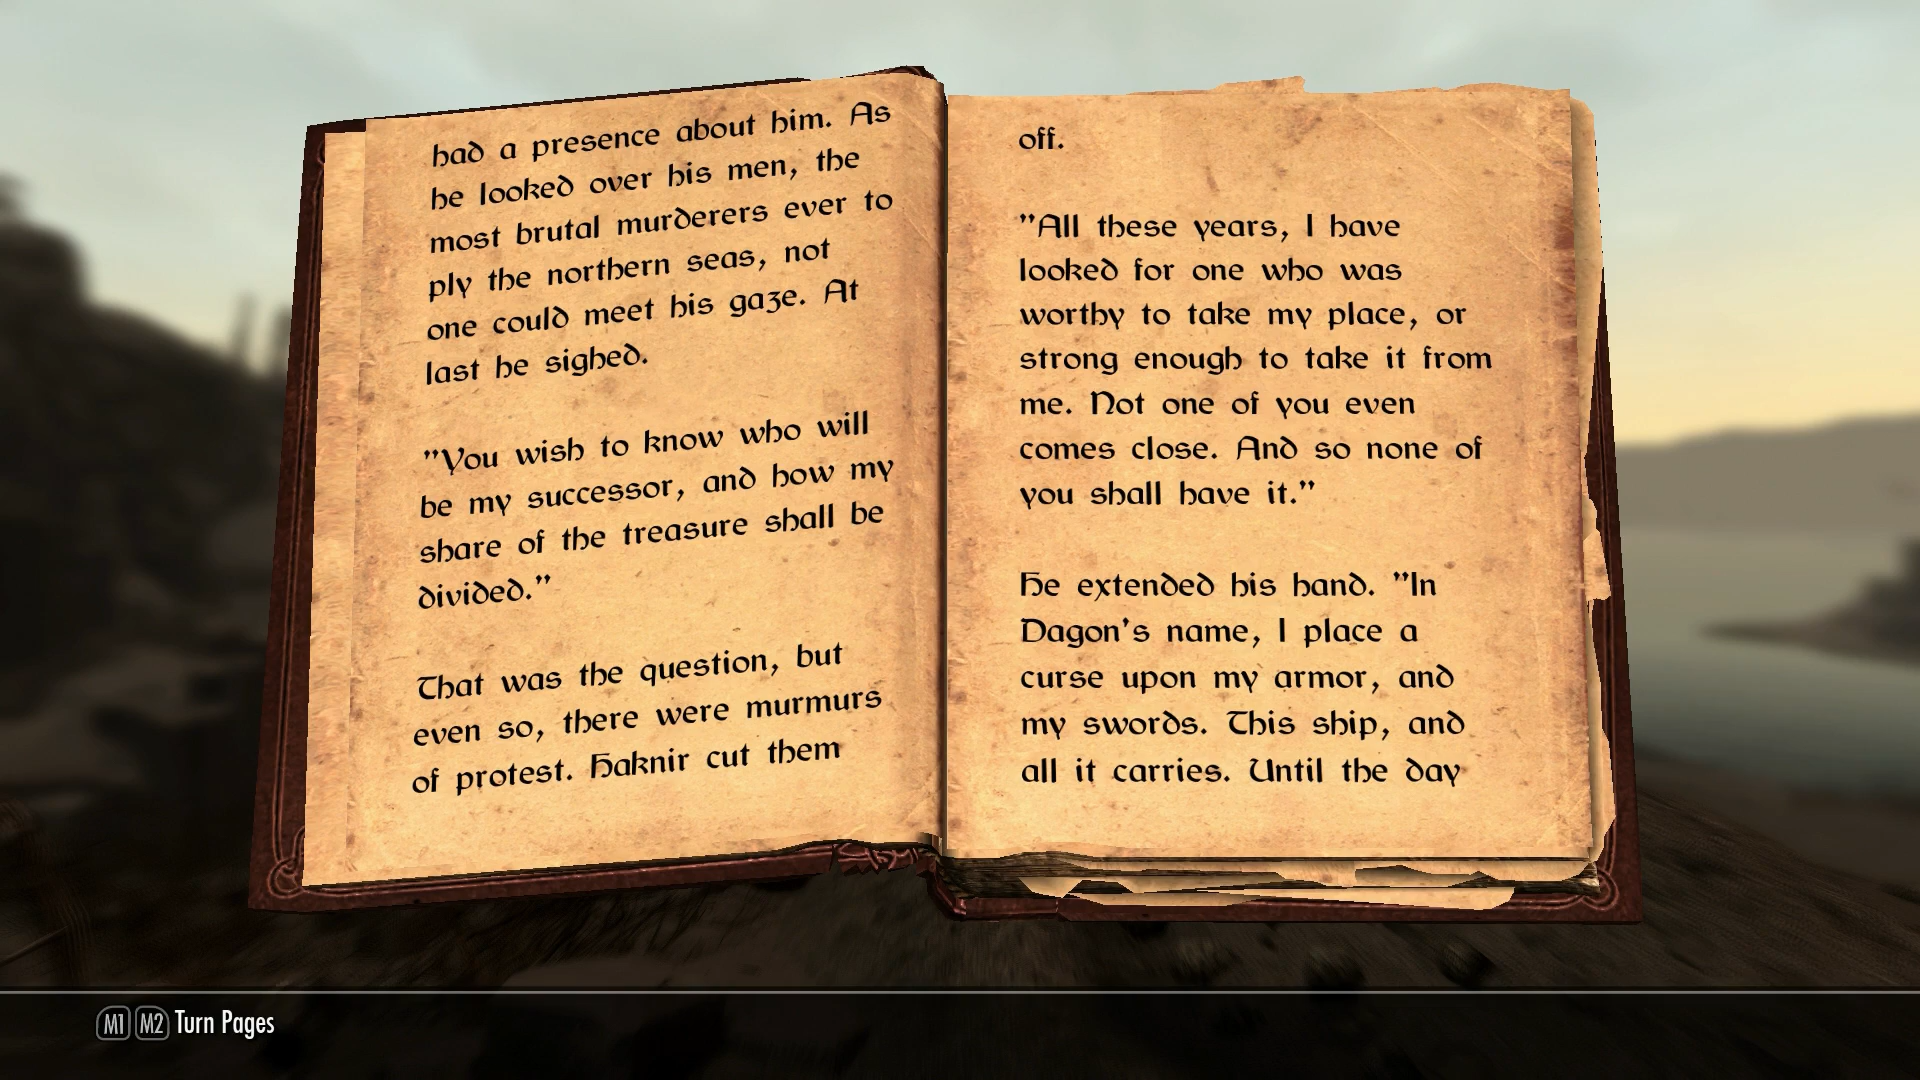 had a presence about him. As
he looked over his men, the
most brutal murderers ever to
ply the northern seas, not
one could meet his gaze. At
last he sighed.
"You wish to know who will
be my successor, and how my
share of the treasure shall be
divided."
That was the question, but
even so, there were murmurs
of protest. Haknir cut them
off.
"All these years, I have
looked for one who was
worthy to take my place, or
strong enough to take it from
me. Not one of you even
comes close. And so none of
you shall have it."
He extended his hand. "In
Dagon's name, I place a
curse upon my armor, and
my swords. This ship, and
all it carries. Until the day
M1 M2 Turn Pages